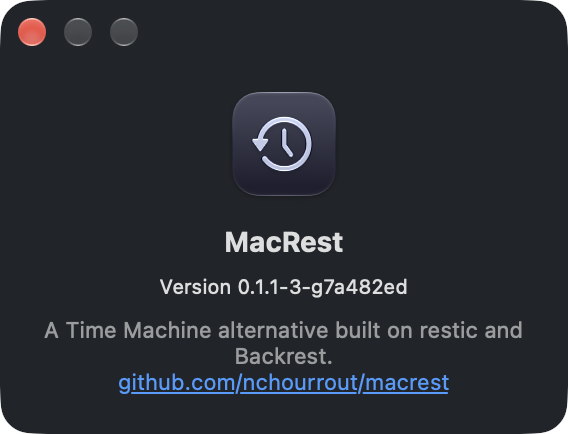 MacRest
Version 0.1.1-3-g7a482ed
A Time Machine alternative built on restic and
Backrest.
github.com/nchourrout/macrest